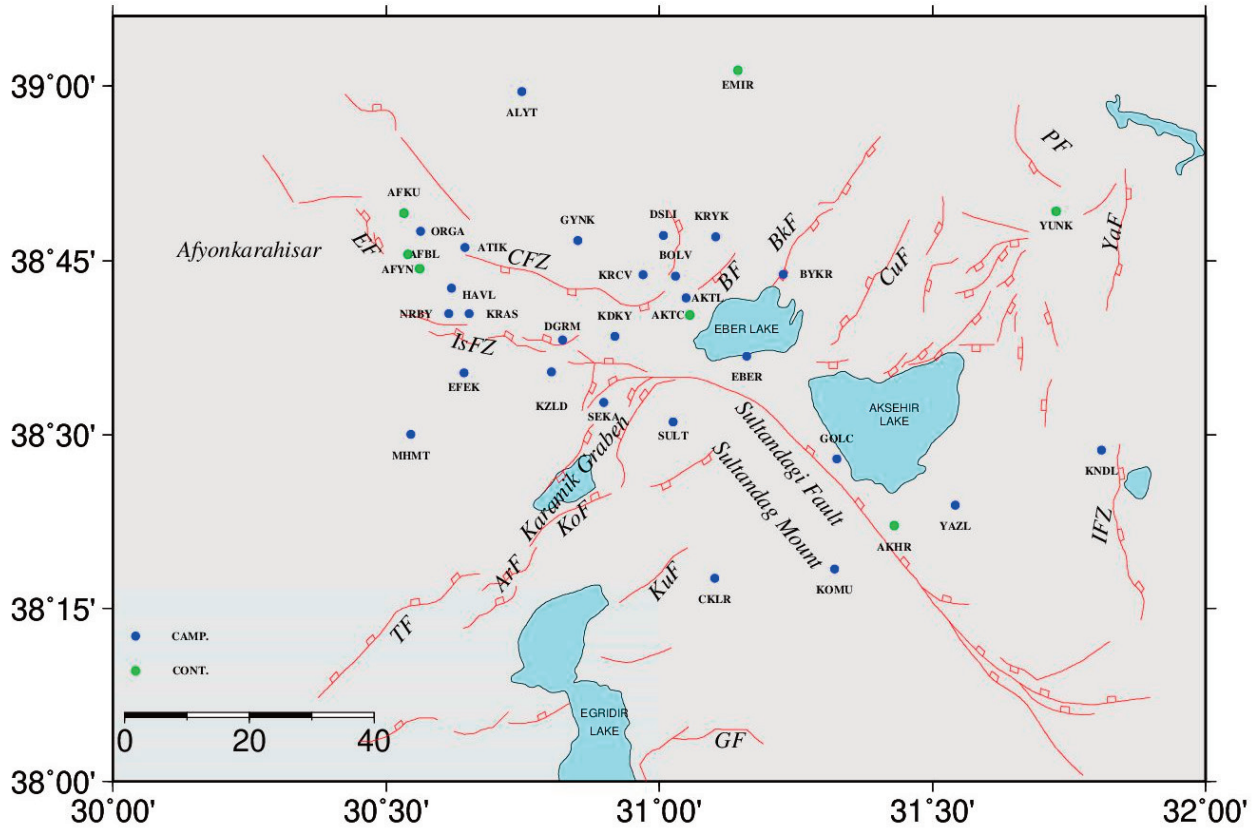 39°00'
EMIR
ALYT
PF
AFKU
GYNK
DSLI
KRYK
ORGA
YUNK
EF
ATIK
BkF
YaF
Afyonkarahisar
38°45'
AFBL
AFYN
CFZ
BOLV
CuF
KRCV
BF
BYKR
HAVL
AKTL
NRBY
KRAS
DGRM
KDKY
AKTC
EBER LAKE
IsFZ
EFEK
KZLD
EBER
SEKA
AKSEHIR
LAKE
38°30'
MHMT
SULT
GOLC
Sultandagi Fault
Karamik Graben
Sultandag Mount
KNDL
KoF
YAZL
IFZ
AKHR
ArF
KuF
CKLR
KOMU
38°15'
TF
CAMP.
CONT.
EGRIDIR
LAKE
GF
0 20 40
38°00'
30°00' 30°30' 31°00' 31°30' 32°00'